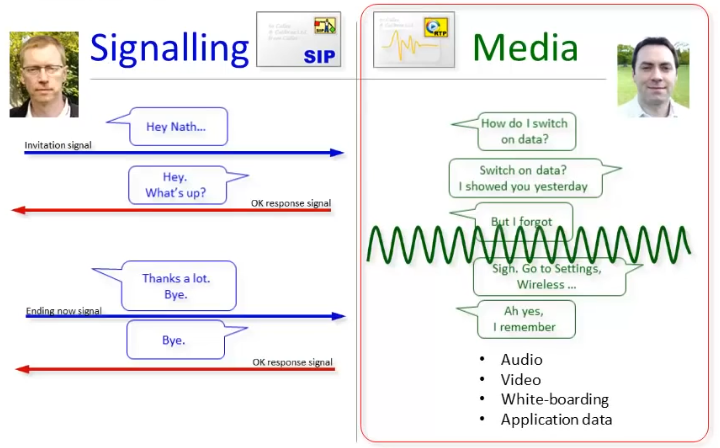 Signalling
SIP
RTP
Media
Hey Nath...
Invitation signal
Hey.
What's up?
OK response signal
Thanks a lot.
Bye.
Ending now signal
Bye.
OK response signal
How do I switch
on data?
Switch on data?
I showed you yesterday
But I forgot
Sigh. Go to Settings,
Wireless ...
Ah yes,
I remember
• Audio
• Video
• White-boarding
• Application data